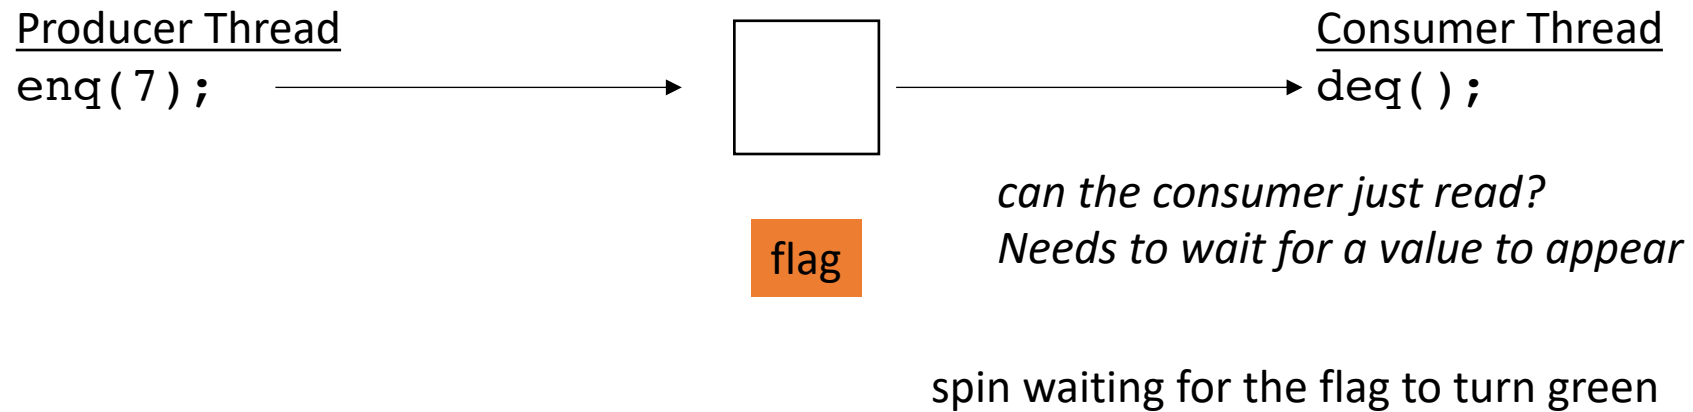 Producer Thread
enq(7);
Consumer Thread
deq();
can the consumer just read?
Needs to wait for a value to appear
flag
spin waiting for the flag to turn green